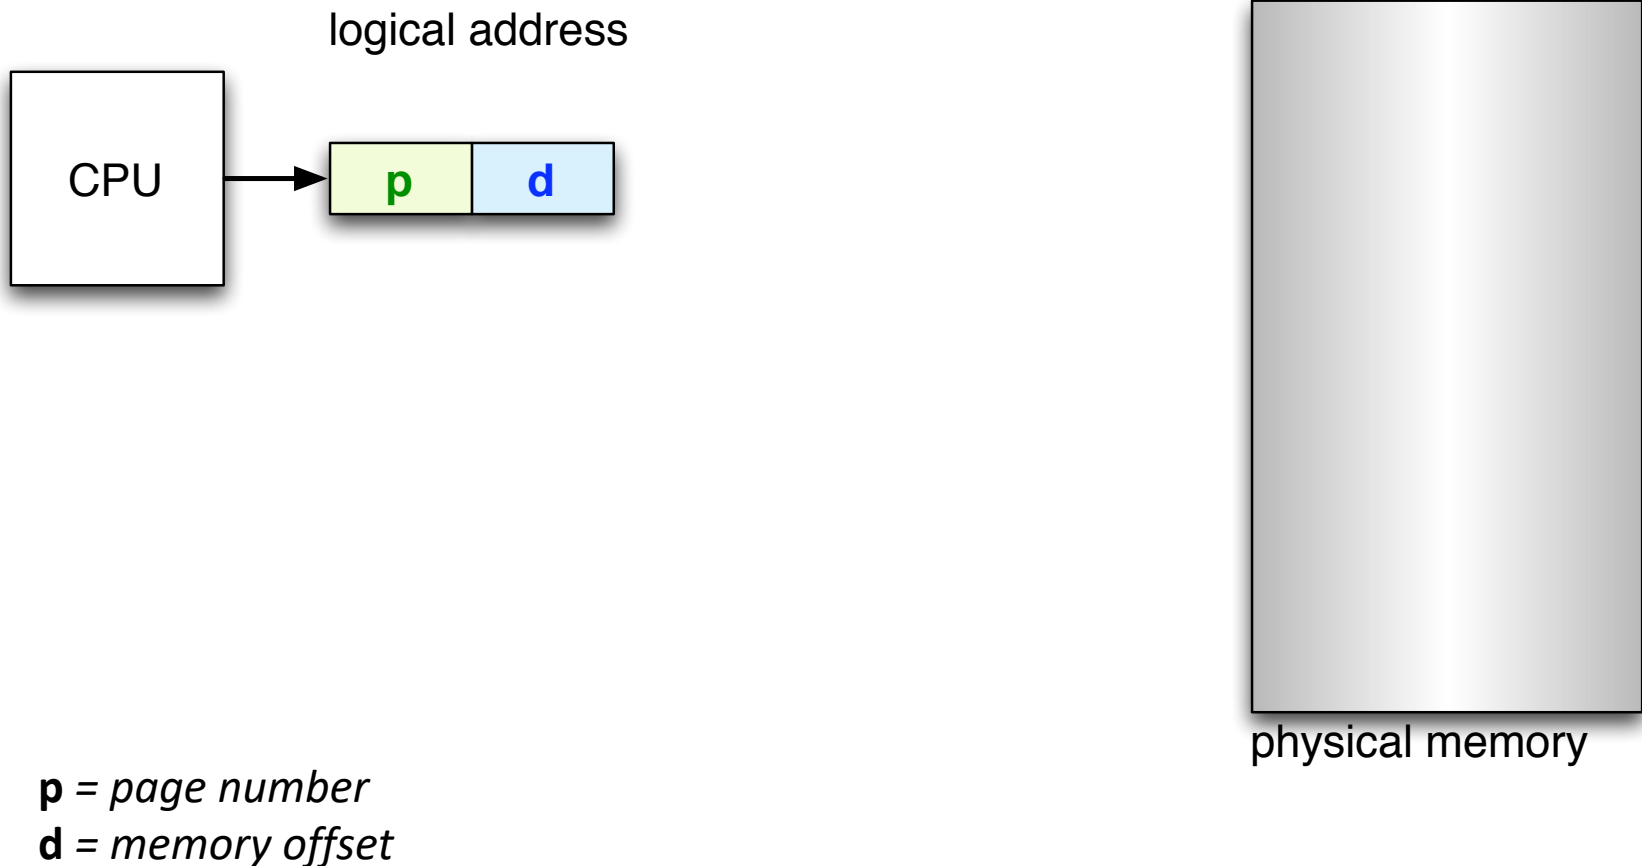 logical address
CPU
p d
physical memory
p = page number
d = memory offset